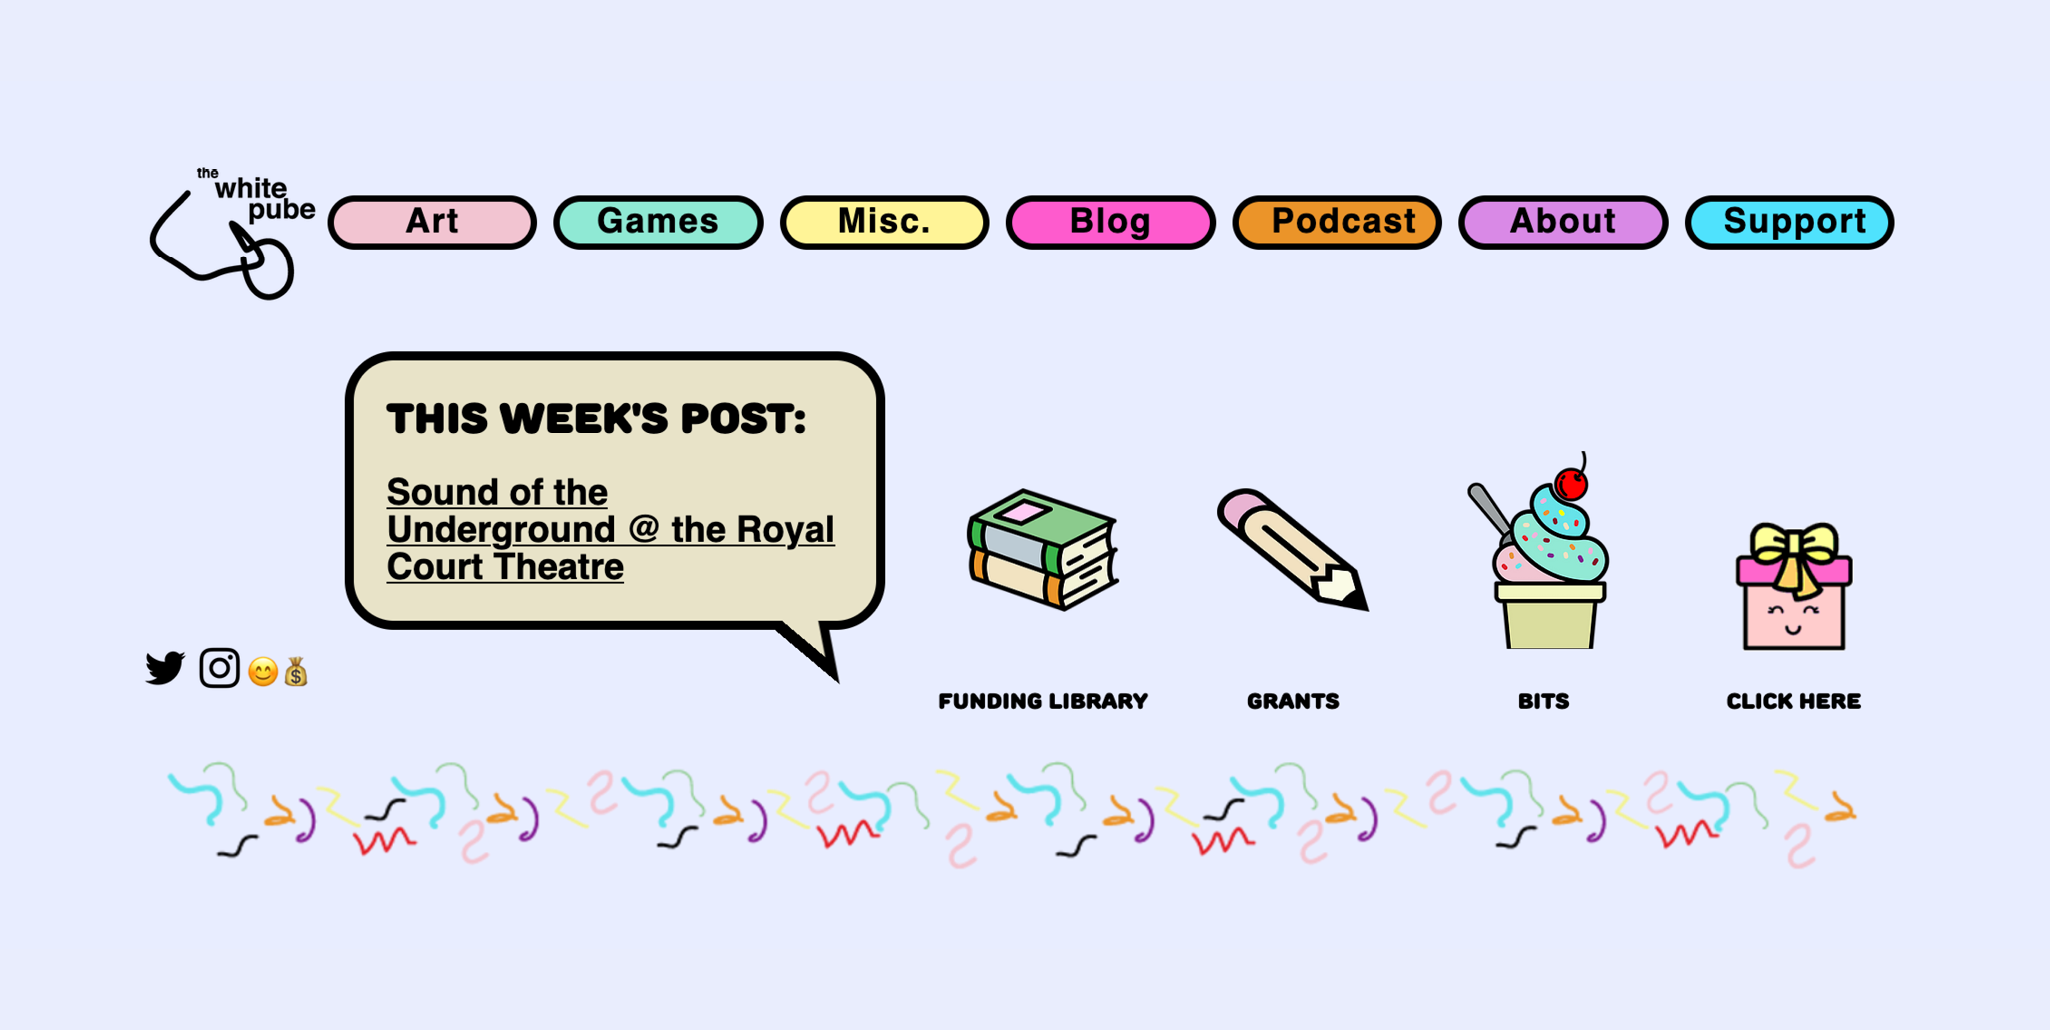 the
white
pube
Art
Games
Misc.
Blog
Podcast
About
Support
THIS WEEK'S POST:
Sound of the
Underground @ the Royal
Court Theatre
FUNDING LIBRARY
GRANTS
BITS
CLICK HERE